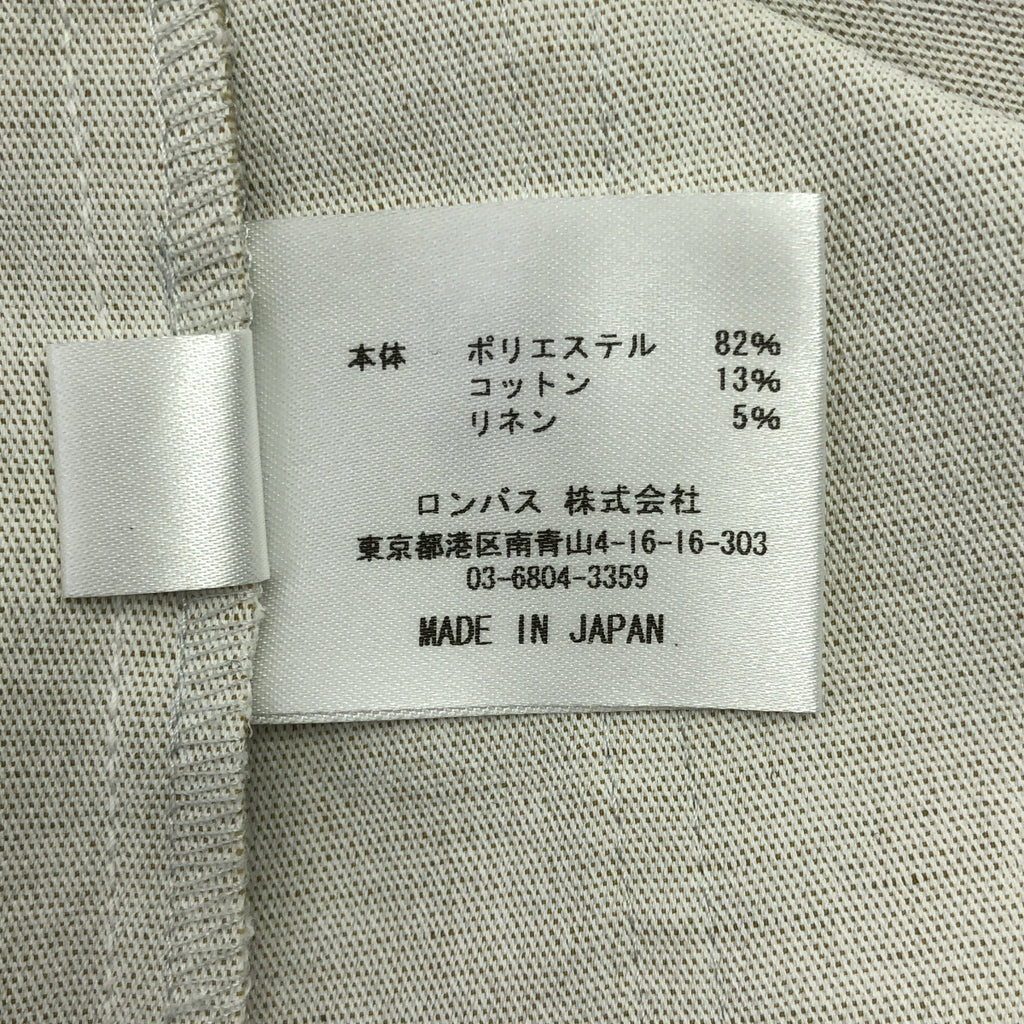 本体 ポリエステル 82%
コットン 13%
リネン 5%
ロンバス 株式会社
東京都港区南青山4-16-16-303
03-6804-3359
MADE IN JAPAN